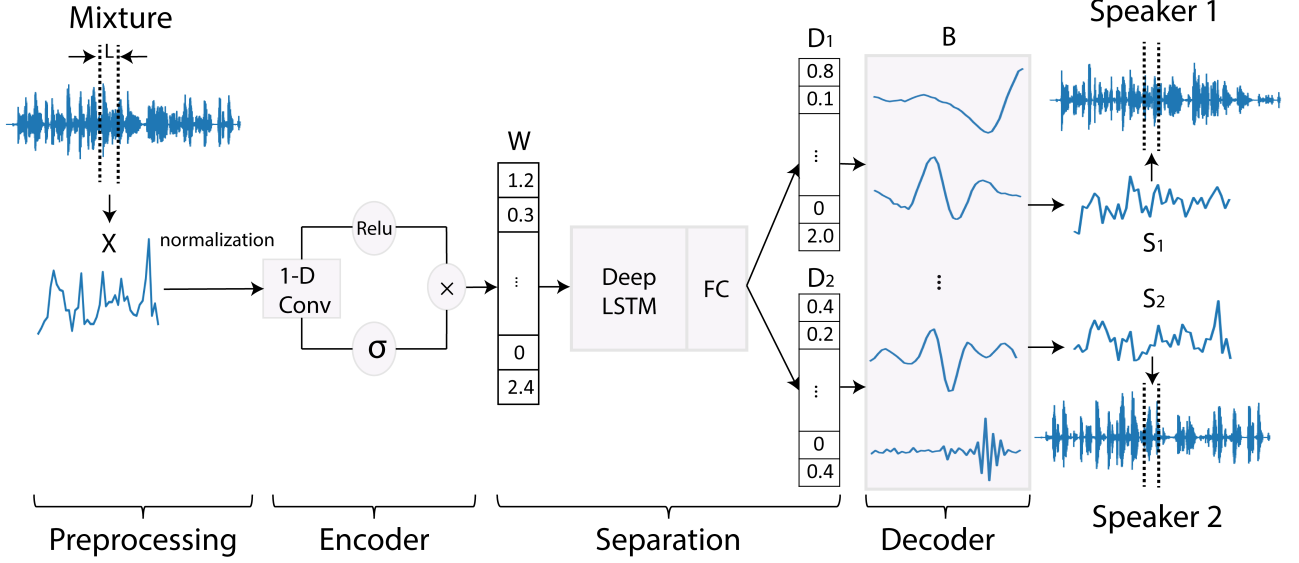 Mixture
L
X
normalization
1-D
Conv
Relu
σ
×
W
1.2
0.3
...
0
2.4
Deep
LSTM
FC
D1
0.8
0.1
...
0
2.0
D2
0.4
0.2
...
0
0.4
B
...
Speaker 1
S1
S2
Speaker 2
Preprocessing
Encoder
Separation
Decoder